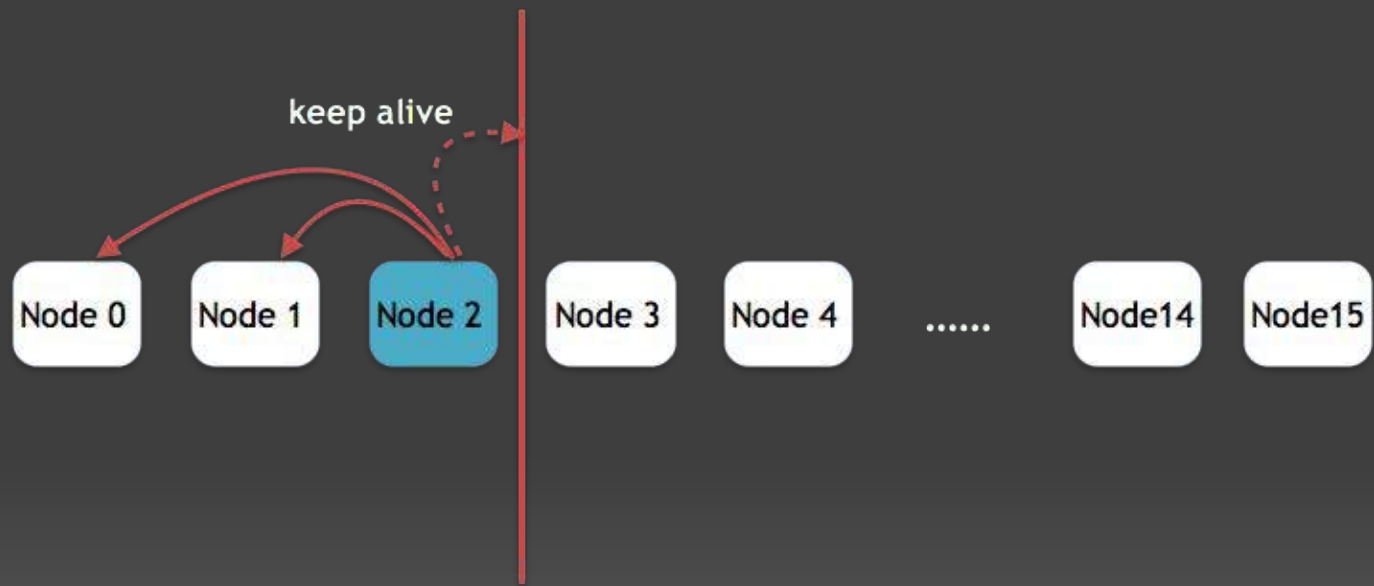 keep alive
Node 0
Node 1
Node 2
Node 3
Node 4
......
Node14
Node15